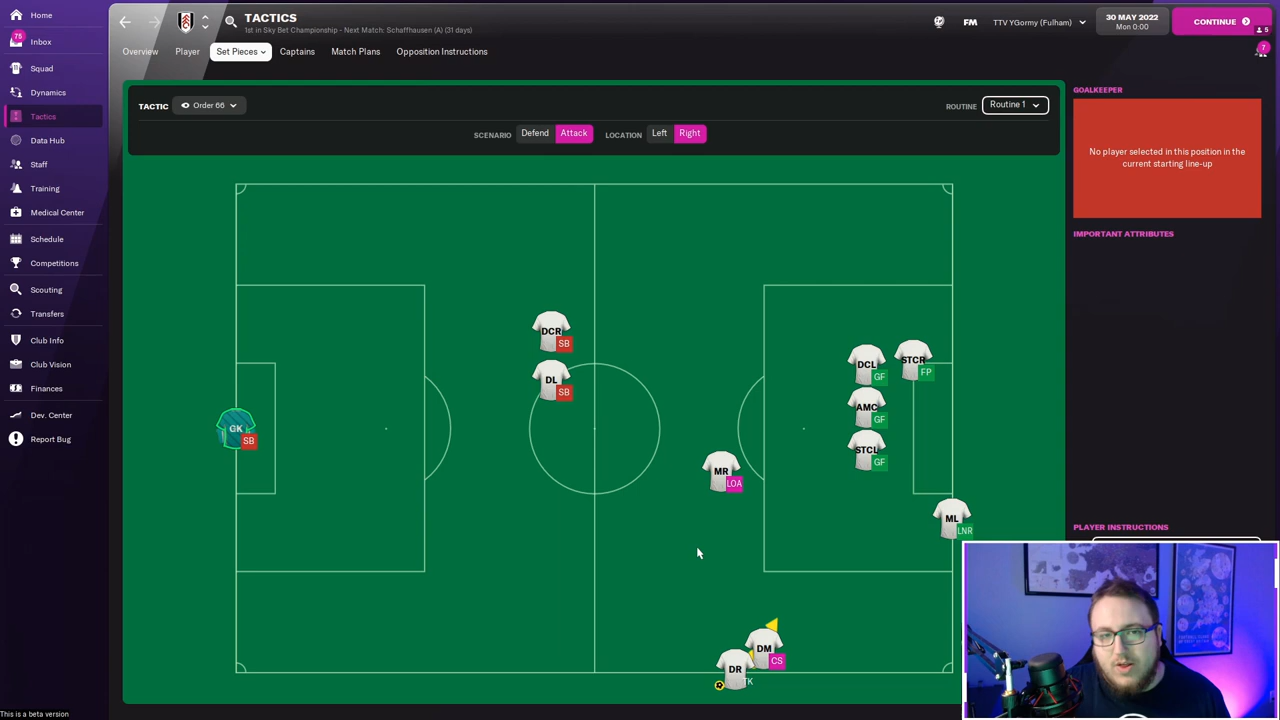 Home
75
Inbox
Squad
Dynamics
Tactics
Data Hub
Staff
Training
Medical Center
Schedule
Competitions
Scouting
Transfers
Club Info
Club Vision
Finances
Dev. Center
Report Bug
This is a beta version
TACTICS
1st in Sky Bet Championship - Next Match: Schaffhausen (A) (31 days)
FM
TTV YGormy (Fulham)
30 MAY 2022
Mon 0:00
CONTINUE
5
Overview
Player
Set Pieces
Captains
Match Plans
Opposition Instructions
7
TACTIC
Order 66
ROUTINE
Routine 1
SCENARIO
Defend
Attack
LOCATION
Left
Right
DCR
SB
DL
SB
GK
SB
DCL
GF
STCR
FP
AMC
GF
STCL
GF
MR
LOA
ML
LNR
DM
CS
DR
TK
GOALKEEPER
No player selected in this position in the
current starting line-up
IMPORTANT ATTRIBUTES
PLAYER INSTRUCTIONS